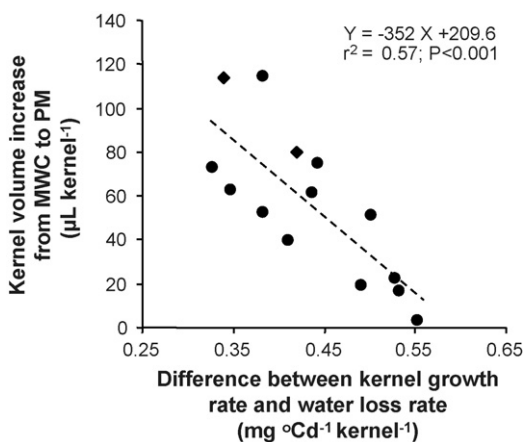 Y = -352 X +209.6
r² = 0.57; P<0.001
Kernel volume increase
from MWC to PM
(µL kernel⁻¹)
140
120
100
80
60
40
20
0
0.25
0.35
0.45
0.55
0.65
Difference between kernel growth
rate and water loss rate
(mg ᵒCd⁻¹ kernel⁻¹)